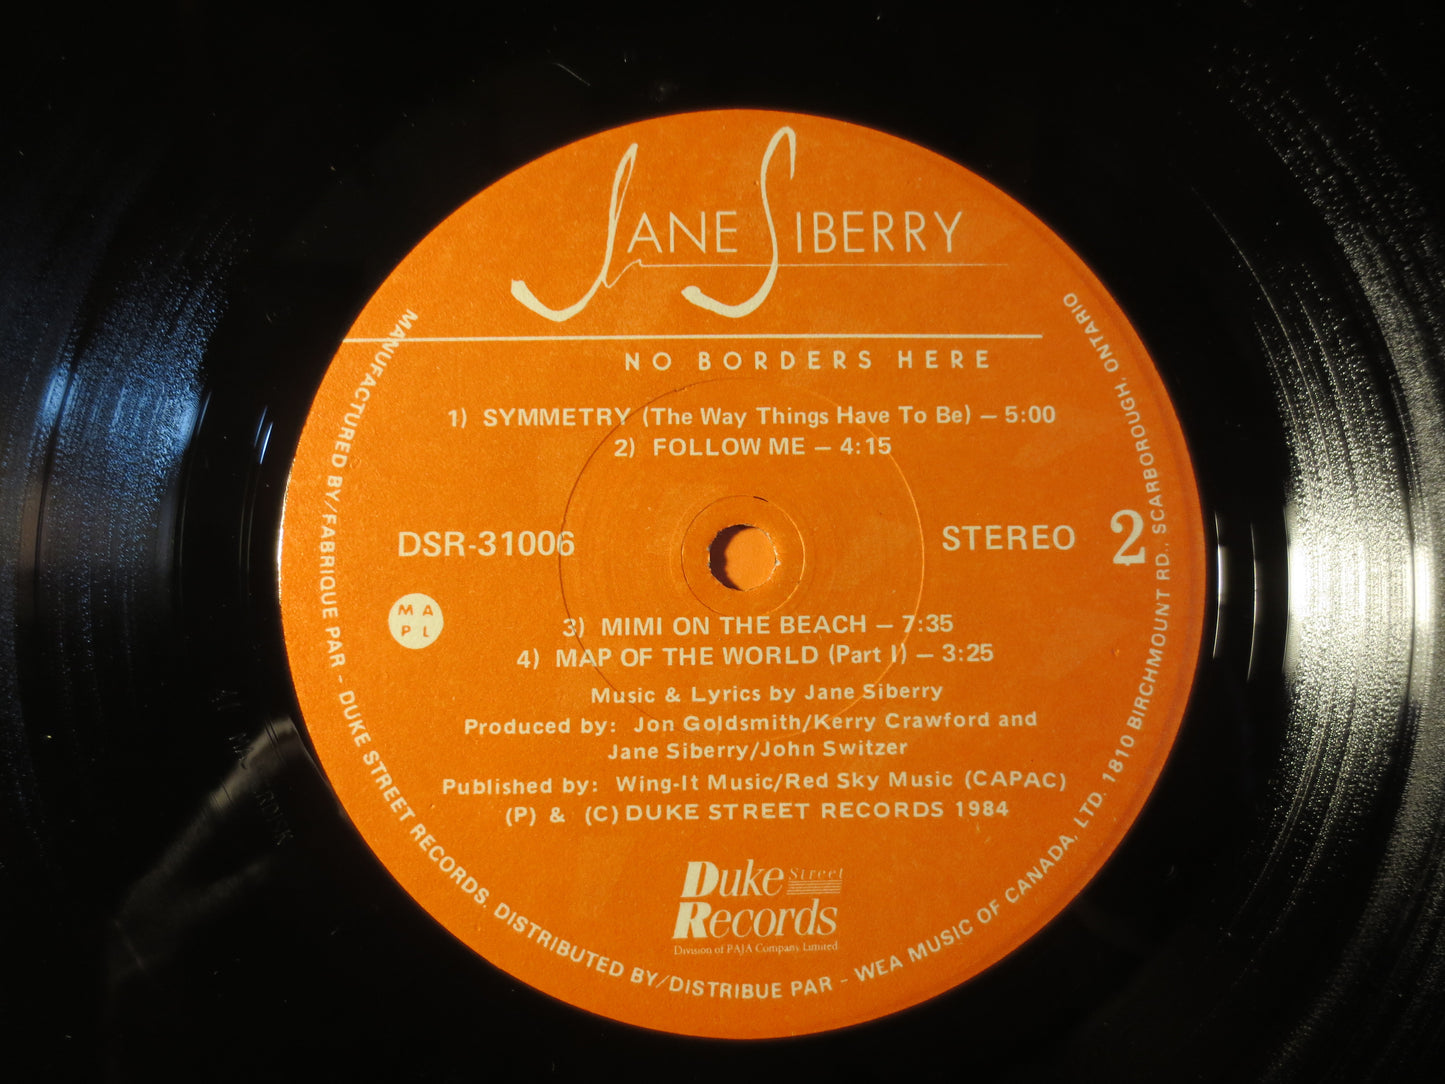 JANE SIBERRY
NO BORDERS HERE
1) SYMMETRY (The Way Things Have To Be) – 5:00
2) FOLLOW ME – 4:15
DSR-31006
STEREO 2
MA
PL
3) MIMI ON THE BEACH – 7:35
4) MAP OF THE WORLD (Part I) – 3:25
Music & Lyrics by Jane Siberry
Produced by: Jon Goldsmith/Kerry Crawford and
Jane Siberry/John Switzer
Published by: Wing-It Music/Red Sky Music (CAPAC)
(P) & (C) DUKE STREET RECORDS 1984
Duke Street
Records
Division of PAJA Company Limited
MANUFACTURED BY/FABRIQUE PAR - DUKE STREET RECORDS. DISTRIBUTED BY/DISTRIBUE PAR - WEA MUSIC OF CANADA, LTD. 1810 BIRCHMOUNT RD., SCARBOROUGH, ONTARIO